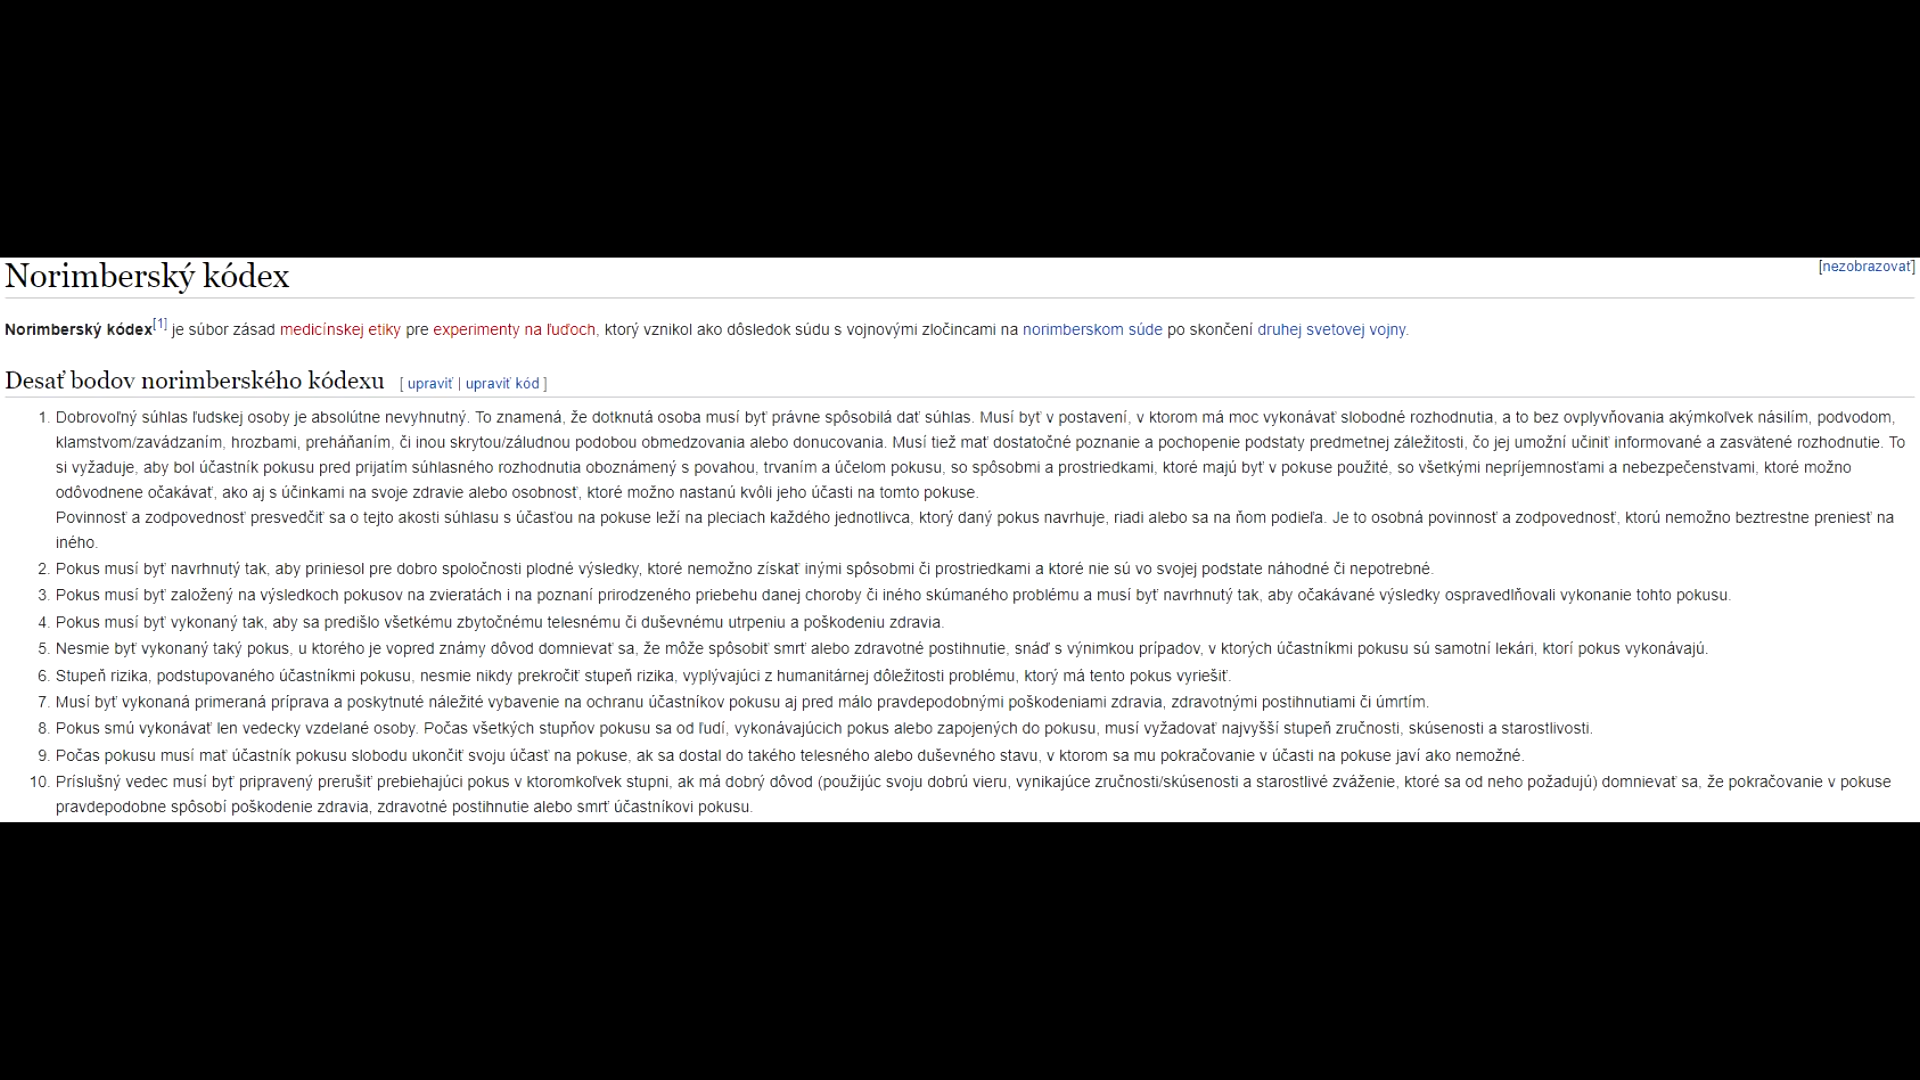 Norimberský kódex
[nezobrazovať]
Norimberský kódex[1] je súbor zásad medicínskej etiky pre experimenty na ľuďoch, ktorý vznikol ako dôsledok súdu s vojnovými zločincami na norimberskom súde po skončení druhej svetovej vojny.
Desať bodov norimberského kódexu [ upraviť | upraviť kód ]
1. Dobrovoľný súhlas ľudskej osoby je absolútne nevyhnutný. To znamená, že dotknutá osoba musí byť právne spôsobilá dať súhlas. Musí byť v postavení, v ktorom má moc vykonávať slobodné rozhodnutia, a to bez ovplyvňovania akýmkoľvek násilím, podvodom,
klamstvom/zavádzaním, hrozbami, preháňaním, či inou skrytou/záludnou podobou obmedzovania alebo donucovania. Musí tiež mať dostatočné poznanie a pochopenie podstaty predmetnej záležitosti, čo jej umožní učiniť informované a zasvätené rozhodnutie. To
si vyžaduje, aby bol účastník pokusu pred prijatím súhlasného rozhodnutia oboznámený s povahou, trvaním a účelom pokusu, so spôsobmi a prostriedkami, ktoré majú byť v pokuse použité, so všetkými nepríjemnosťami a nebezpečenstvami, ktoré možno
odôvodnene očakávať, ako aj s účinkami na svoje zdravie alebo osobnosť, ktoré možno nastanú kvôli jeho účasti na tomto pokuse.
Povinnosť a zodpovednosť presvedčiť sa o tejto akosti súhlasu s účasťou na pokuse leží na pleciach každého jednotlivca, ktorý daný pokus navrhuje, riadi alebo sa na ňom podieľa. Je to osobná povinnosť a zodpovednosť, ktorú nemožno beztrestne preniesť na
iného.
2. Pokus musí byť navrhnutý tak, aby priniesol pre dobro spoločnosti plodné výsledky, ktoré nemožno získať inými spôsobmi či prostriedkami a ktoré nie sú vo svojej podstate náhodné či nepotrebné.
3. Pokus musí byť založený na výsledkoch pokusov na zvieratách i na poznaní prirodzeného priebehu danej choroby či iného skúmaného problému a musí byť navrhnutý tak, aby očakávané výsledky ospravedlňovali vykonanie tohto pokusu.
4. Pokus musí byť vykonaný tak, aby sa predišlo všetkému zbytočnému telesnému či duševnému utrpeniu a poškodeniu zdravia.
5. Nesmie byť vykonaný taký pokus, u ktorého je vopred známy dôvod domnievať sa, že môže spôsobiť smrť alebo zdravotné postihnutie, snáď s výnimkou prípadov, v ktorých účastníkmi pokusu sú samotní lekári, ktorí pokus vykonávajú.
6. Stupeň rizika, podstupovaného účastníkmi pokusu, nesmie nikdy prekročiť stupeň rizika, vyplývajúci z humanitárnej dôležitosti problému, ktorý má tento pokus vyriešiť.
7. Musí byť vykonaná primeraná príprava a poskytnuté náležité vybavenie na ochranu účastníkov pokusu aj pred málo pravdepodobnými poškodeniami zdravia, zdravotnými postihnutiami či úmrtím.
8. Pokus smú vykonávať len vedecky vzdelané osoby. Počas všetkých stupňov pokusu sa od ľudí, vykonávajúcich pokus alebo zapojených do pokusu, musí vyžadovať najvyšší stupeň zručnosti, skúsenosti a starostlivosti.
9. Počas pokusu musí mať účastník pokusu slobodu ukončiť svoju účasť na pokuse, ak sa dostal do takého telesného alebo duševného stavu, v ktorom sa mu pokračovanie v účasti na pokuse javí ako nemožné.
10. Príslušný vedec musí byť pripravený prerušiť prebiehajúci pokus v ktoromkoľvek stupni, ak má dobrý dôvod (použijúc svoju dobrú vieru, vynikajúce zručnosti/skúsenosti a starostlivé zváženie, ktoré sa od neho požadujú) domnievať sa, že pokračovanie v pokuse
pravdepodobne spôsobí poškodenie zdravia, zdravotné postihnutie alebo smrť účastníkovi pokusu.